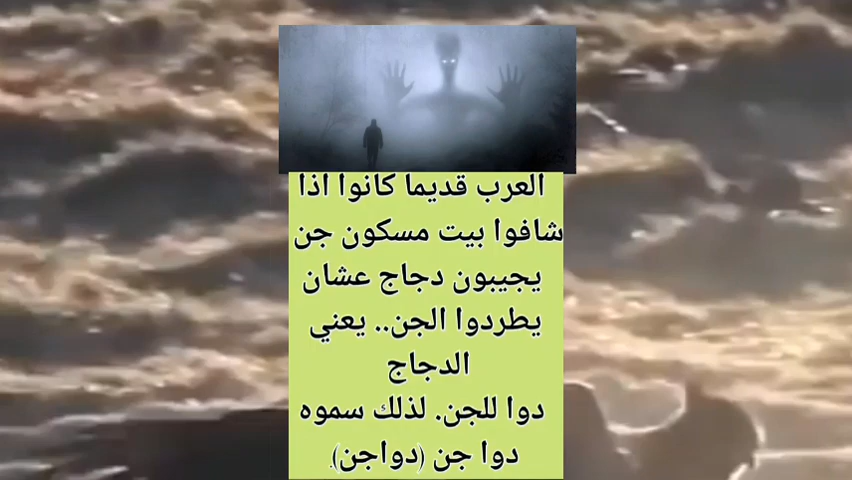 العرب قديما كانوا اذا
شافوا بيت مسكون جن
يجيبون دجاج عشان
يطردوا الجن.. يعني
الدجاج
دوا للجن. لذلك سموه
دوا جن (دواجن).